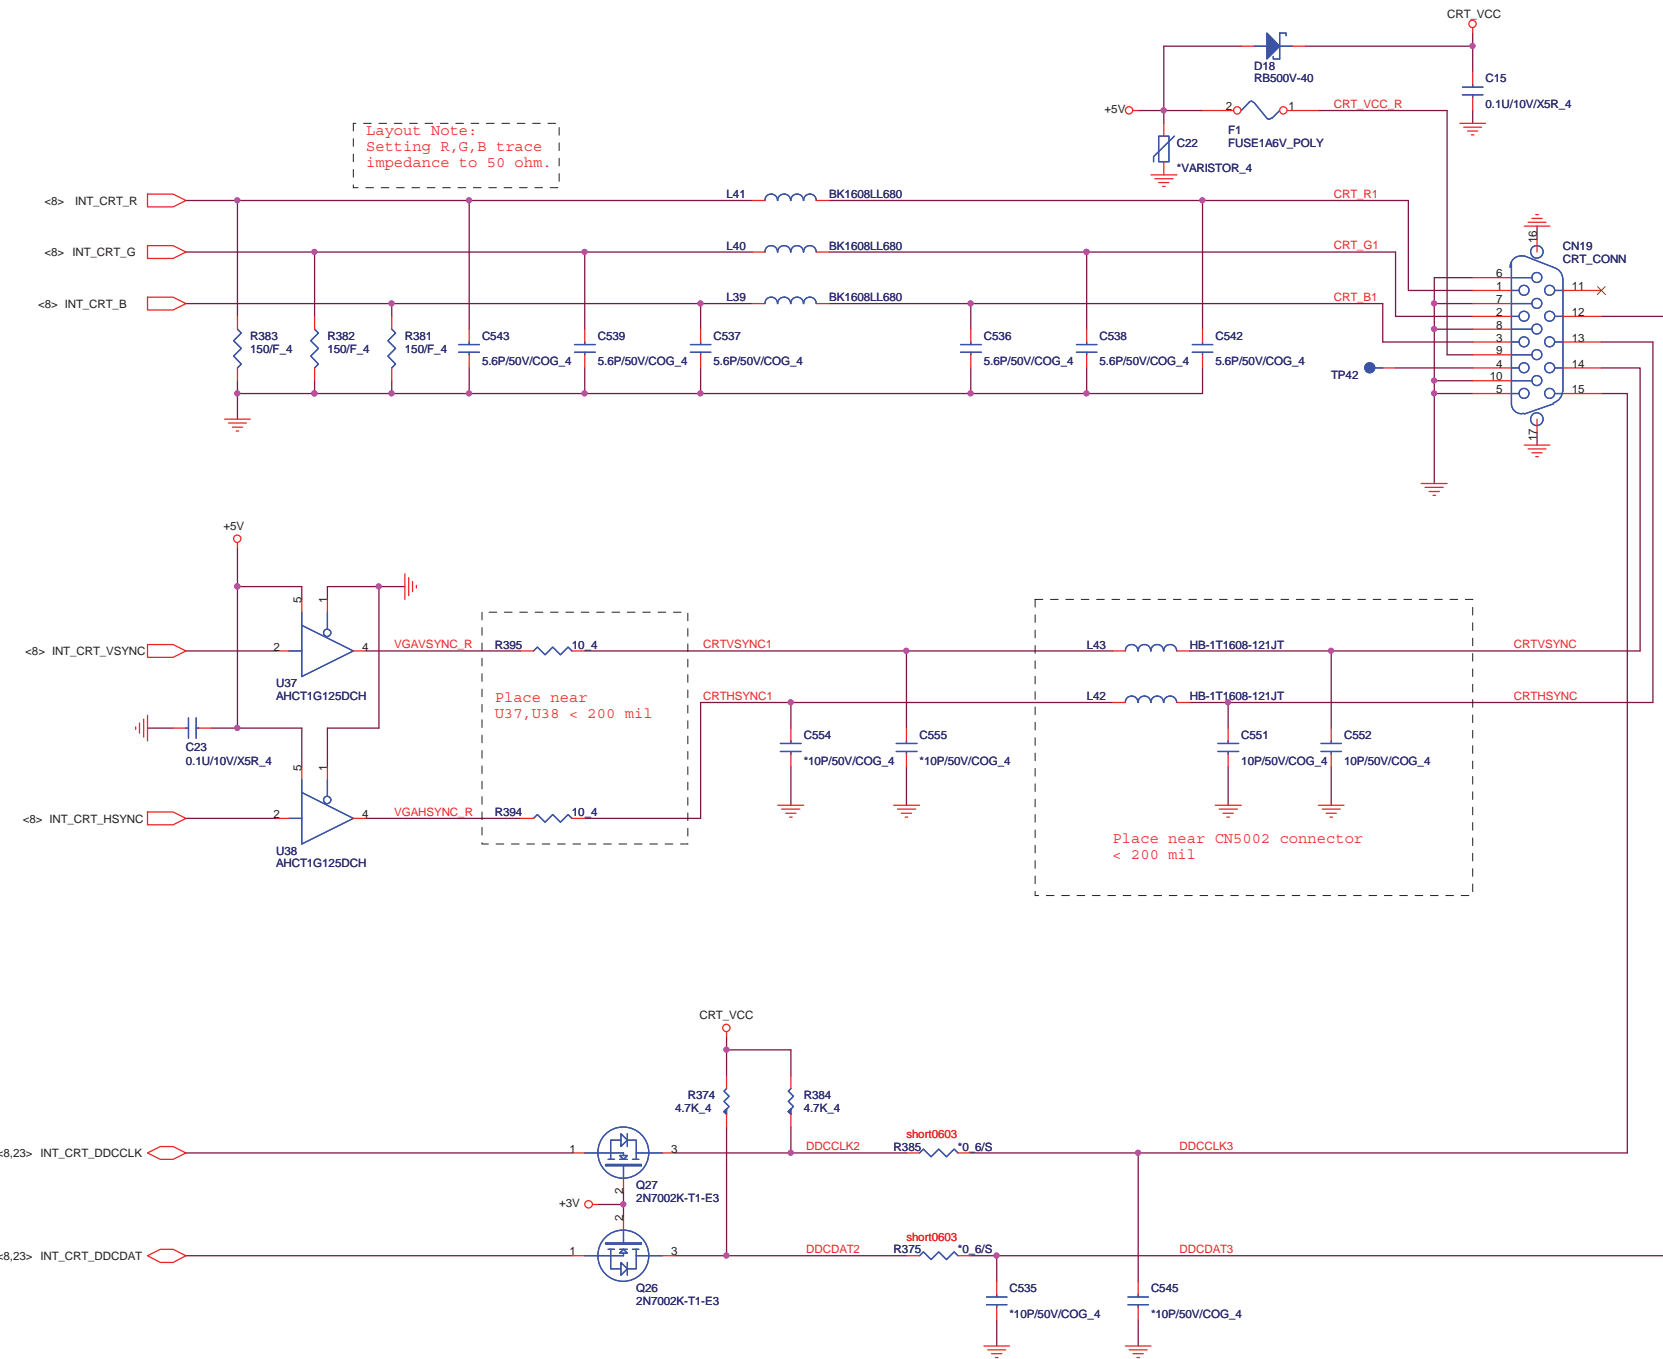 CRT_VCC
D18
RB500V-40
C15
0.1U/10V/X5R_4
+5V
2
1
CRT_VCC_R
F1
FUSE1A6V_POLY
C22
*VARISTOR_4
Layout Note:
Setting R,G,B trace
impedance to 50 ohm.
<8> INT_CRT_R
L41
BK1608LL680
CRT_R1
<8> INT_CRT_G
L40
BK1608LL680
CRT_G1
<8> INT_CRT_B
L39
BK1608LL680
CRT_B1
R383
150/F_4
R382
150/F_4
R381
150/F_4
C543
5.6P/50V/COG_4
C539
5.6P/50V/COG_4
C537
5.6P/50V/COG_4
C536
5.6P/50V/COG_4
C538
5.6P/50V/COG_4
C542
5.6P/50V/COG_4
16
CN19
CRT_CONN
6
1
7
2
8
3
9
4
10
5
11
12
13
14
15
17
TP42
+5V
5
1
<8> INT_CRT_VSYNC
2
4
U37
AHCT1G125DCH
VGAVSYNC_R
R395
10_4
CRTVSYNC1
L43
HB-1T1608-121JT
CRTVSYNC
Place near
U37,U38 < 200 mil
CRTHSYNC1
L42
HB-1T1608-121JT
CRTHSYNC
C23
0.1U/10V/X5R_4
C554
*10P/50V/COG_4
C555
*10P/50V/COG_4
C551
10P/50V/COG_4
C552
10P/50V/COG_4
5
1
<8> INT_CRT_HSYNC
2
4
U38
AHCT1G125DCH
VGAHSYNC_R
R394
10_4
Place near CN5002 connector
< 200 mil
CRT_VCC
R374
4.7K_4
R384
4.7K_4
<8,23> INT_CRT_DDCCLK
1
3
2
Q27
2N7002K-T1-E3
DDCCLK2
short0603
R385
*0_6/S
DDCCLK3
+3V
2
<8,23> INT_CRT_DDCDAT
1
3
Q26
2N7002K-T1-E3
DDCDAT2
short0603
R375
*0_6/S
DDCDAT3
C535
*10P/50V/COG_4
C545
*10P/50V/COG_4